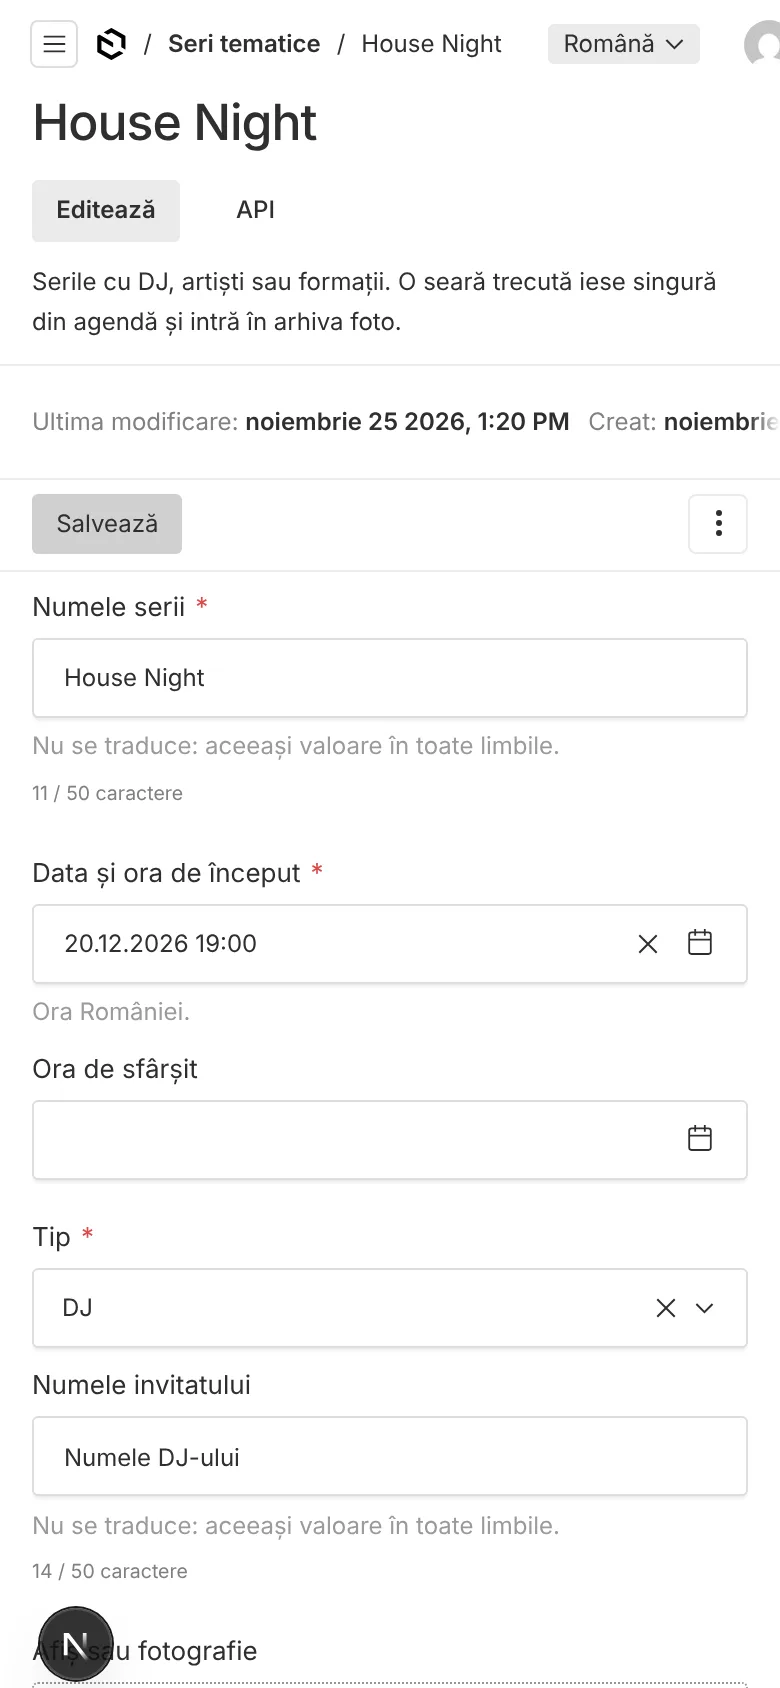 / Seri tematice / House Night Română
House Night
Editează API
Serile cu DJ, artiști sau formații. O seară trecută iese singură
din agendă și intră în arhiva foto.
Ultima modificare: noiembrie 25 2026, 1:20 PM Creat: noiembrie
Salvează
Numele serii *
House Night
Nu se traduce: aceeași valoare în toate limbile.
11 / 50 caractere
Data și ora de început *
20.12.2026 19:00
Ora României.
Ora de sfârșit
Tip *
DJ
Numele invitatului
Numele DJ-ului
Nu se traduce: aceeași valoare în toate limbile.
14 / 50 caractere
N
Afiș sau fotografie